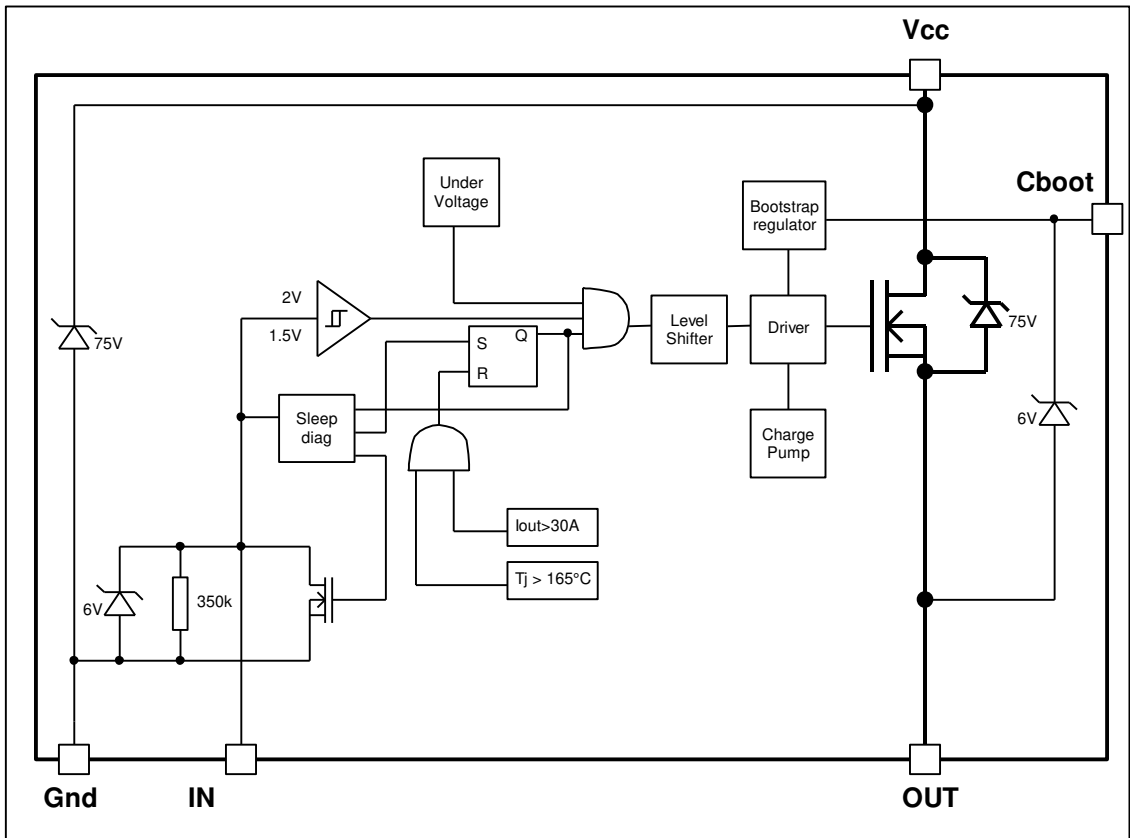 Vcc
Cboot
Under
Voltage
Bootstrap
regulator
2V
1.5V
75V
S
Q
R
Level
Shifter
Driver
75V
Sleep
diag
Charge
Pump
6V
Iout>30A
Tj > 165°C
6V
350k
Gnd
IN
OUT